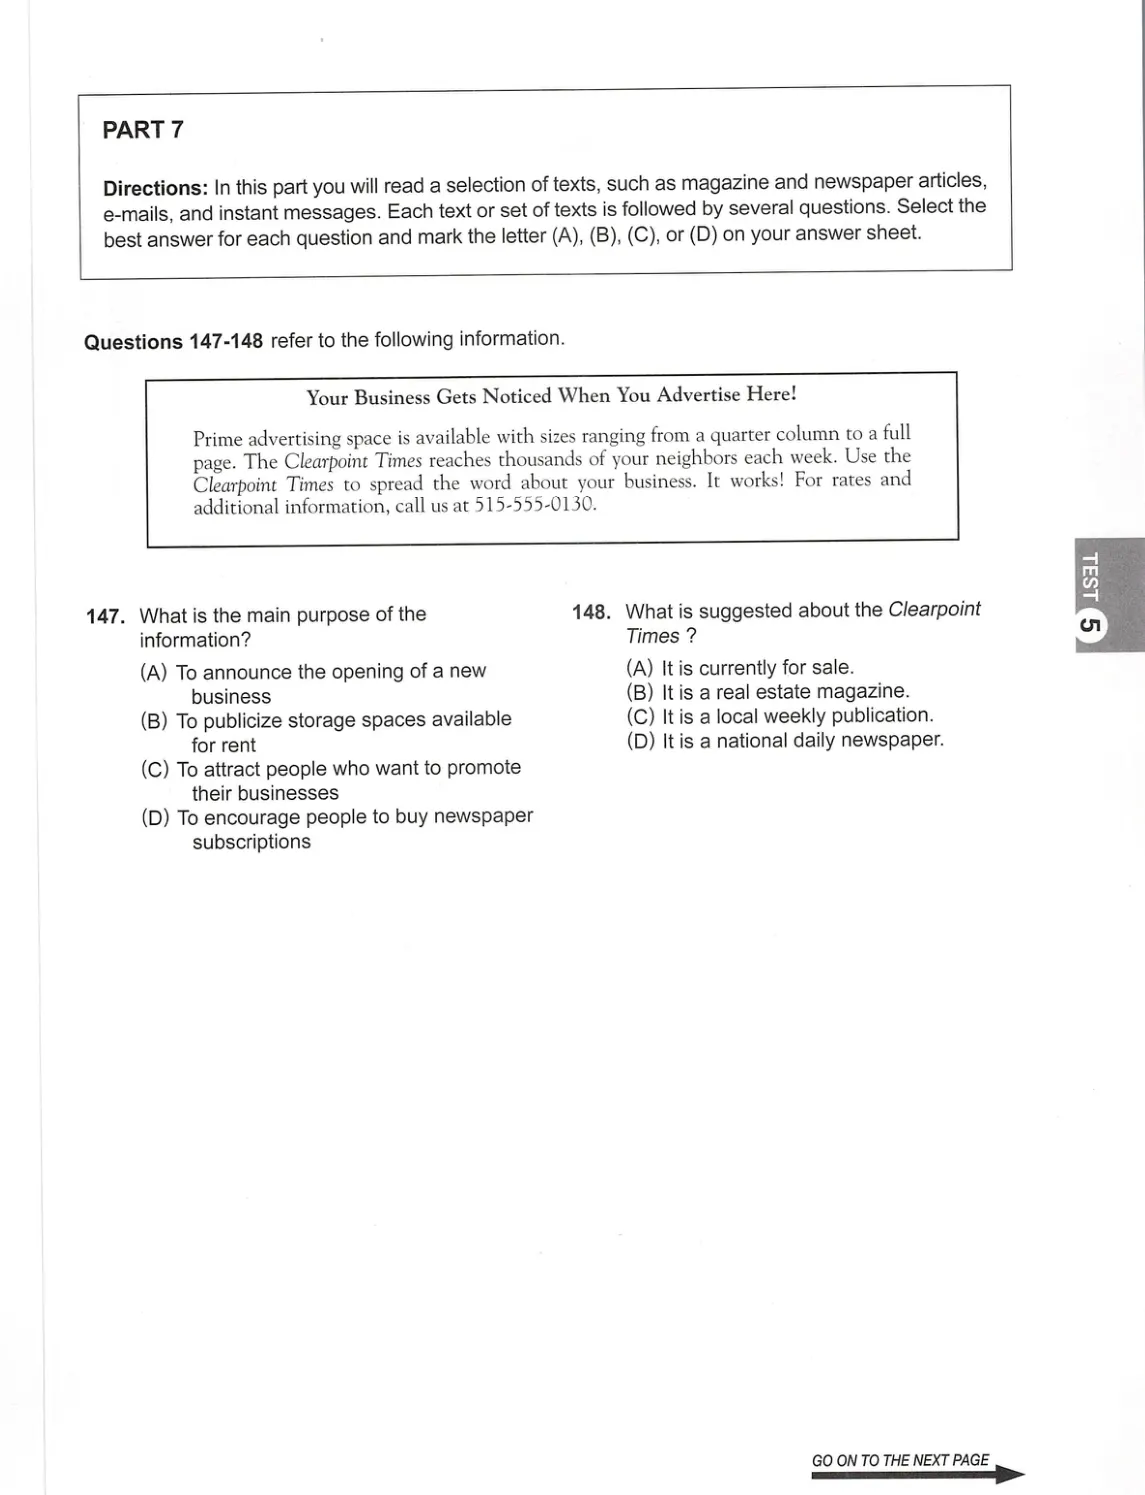 PART 7
Directions: In this part you will read a selection of texts, such as magazine and newspaper articles,
e-mails, and instant messages. Each text or set of texts is followed by several questions. Select the
best answer for each question and mark the letter (A), (B), (C), or (D) on your answer sheet.
Questions 147-148 refer to the following information.
Your Business Gets Noticed When You Advertise Here!
Prime advertising space is available with sizes ranging from a quarter column to a full
page. The Clearpoint Times reaches thousands of your neighbors each week. Use the
Clearpoint Times to spread the word about your business. It works! For rates and
additional information, call us at 515-555-0130.
147. What is the main purpose of the
information?
(A) To announce the opening of a new
business
(B) To publicize storage spaces available
for rent
(C) To attract people who want to promote
their businesses
(D) To encourage people to buy newspaper
subscriptions
148. What is suggested about the Clearpoint
Times ?
(A) It is currently for sale.
(B) It is a real estate magazine.
(C) It is a local weekly publication.
(D) It is a national daily newspaper.
TEST 5
GO ON TO THE NEXT PAGE